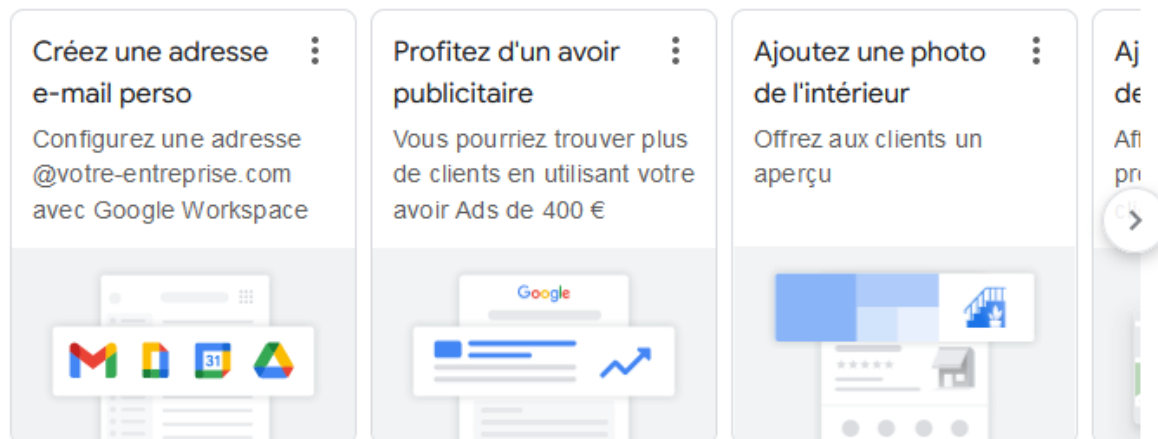 Créez une adresse
e-mail perso
Configurez une adresse
@votre-entreprise.com
avec Google Workspace
31
Profitez d'un avoir
publicitaire
Vous pourriez trouver plus
de clients en utilisant votre
avoir Ads de 400 €
Google
Ajoutez une photo
de l'intérieur
Offrez aux clients un
aperçu
Aj
de